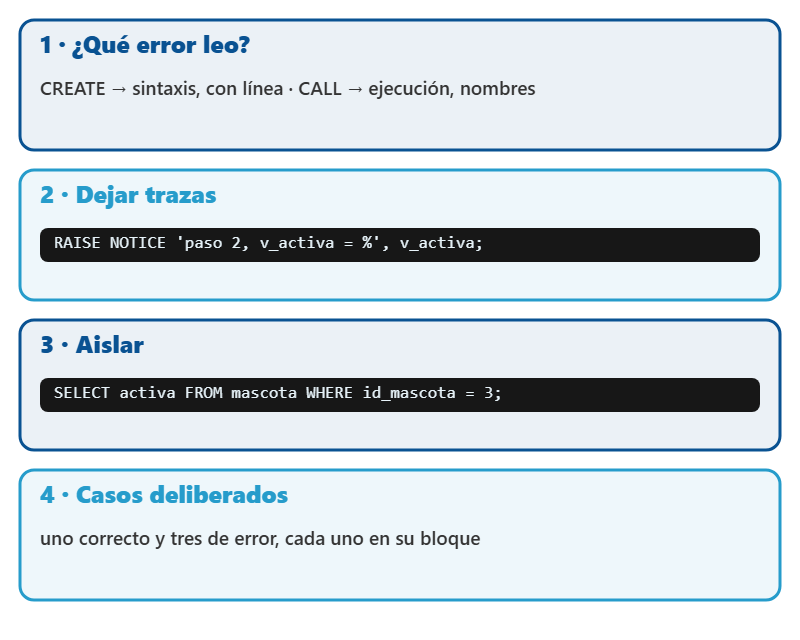 1 · ¿Qué error leo?
CREATE → sintaxis, con línea · CALL → ejecución, nombres
2 · Dejar trazas
RAISE NOTICE 'paso 2, v_activa = %', v_activa;
3 · Aislar
SELECT activa FROM mascota WHERE id_mascota = 3;
4 · Casos deliberados
uno correcto y tres de error, cada uno en su bloque